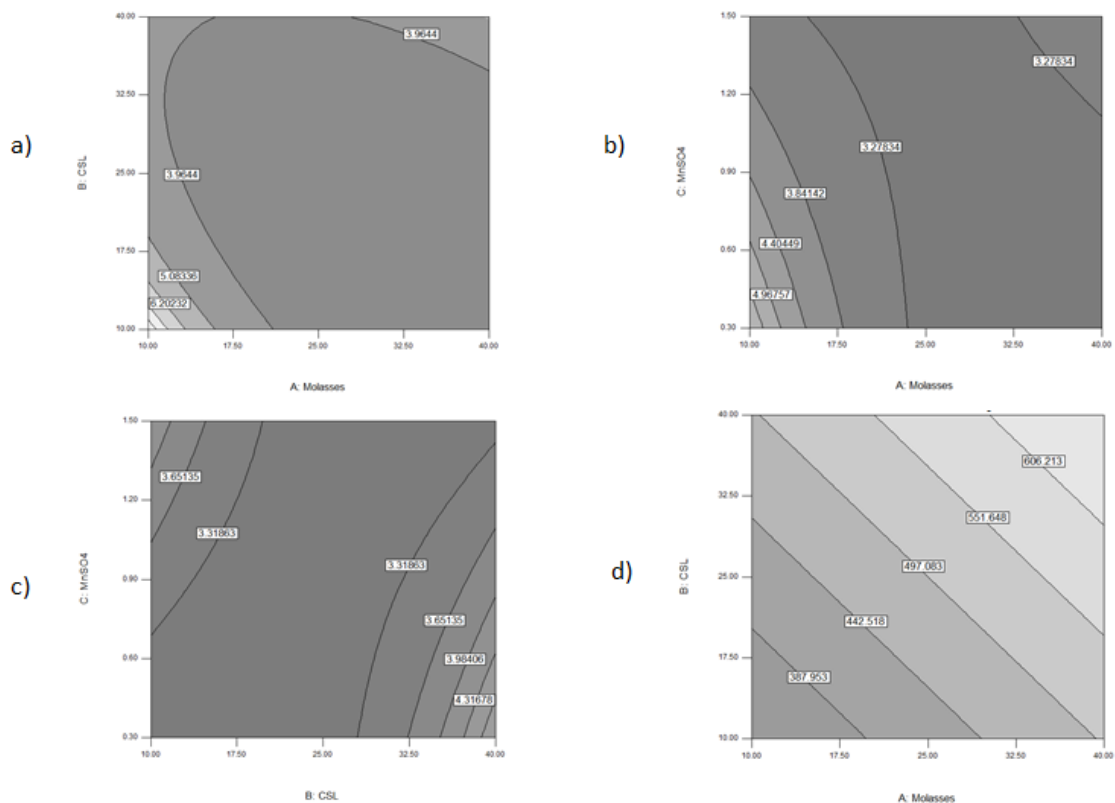 a)
B: CSL
40.00
32.50
25.00
17.50
10.00
3.9644
3.9644
5.08336
6.20232
10.00 17.50 25.00 32.50 40.00
A: Molasses
b)
C: MnSO4
1.50
1.20
0.90
0.60
0.30
3.27834
3.27834
3.84142
4.40449
4.96757
10.00 17.50 25.00 32.50 40.00
A: Molasses
c)
C: MnSO4
1.50
1.20
0.90
0.60
0.30
3.65135
3.31863
3.31863
3.65135
3.98406
4.31678
10.00 17.50 25.00 32.50 40.00
B: CSL
d)
B: CSL
40.00
32.50
25.00
17.50
10.00
606.213
551.648
497.083
442.518
387.953
10.00 17.50 25.00 32.50 40.00
A: Molasses